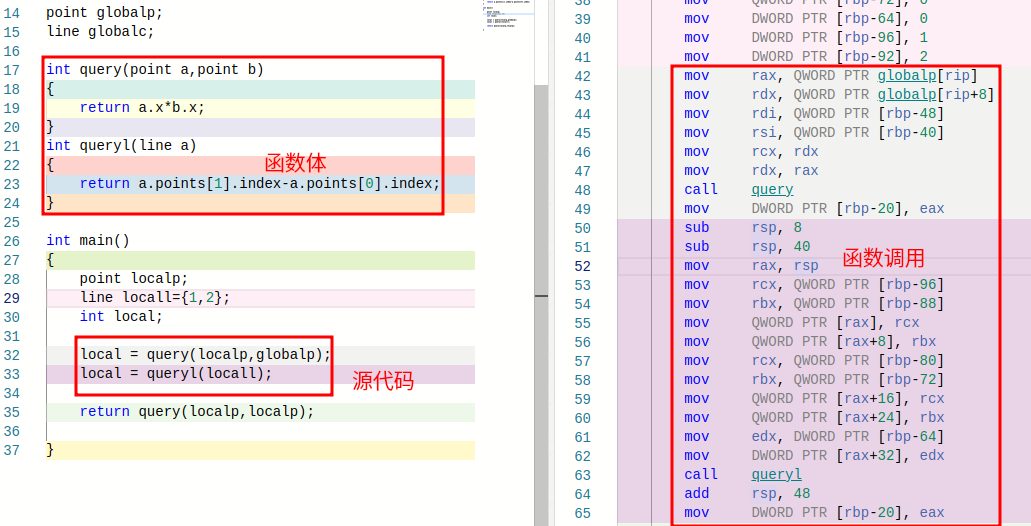 14 point globalp;
15 line globalc;
16
17 int query(point a,point b)
18 {
19 return a.x*b.x;
20 }
21 int queryl(line a)
22 {
函数体
23 return a.points[1].index-a.points[0].index;
24 }
25
26 int main()
27 {
28 point localp;
29 line locall={1,2};
30 int local;
31
32 local = query(localp,globalp);
33 local = queryl(locall);
源代码
34
35 return query(localp,localp);
36
37 }
38 mov QWORD PTR [rbp-72], 0
39 mov DWORD PTR [rbp-64], 0
40 mov DWORD PTR [rbp-96], 1
41 mov DWORD PTR [rbp-92], 2
42 mov rax, QWORD PTR globalp[rip]
43 mov rdx, QWORD PTR globalp[rip+8]
44 mov rdi, QWORD PTR [rbp-48]
45 mov rsi, QWORD PTR [rbp-40]
46 mov rcx, rdx
47 mov rdx, rax
48 call query
49 mov DWORD PTR [rbp-20], eax
50 sub rsp, 8
51 sub rsp, 40
函数调用
52 mov rax, rsp
53 mov rcx, QWORD PTR [rbp-96]
54 mov rbx, QWORD PTR [rbp-88]
55 mov QWORD PTR [rax], rcx
56 mov QWORD PTR [rax+8], rbx
57 mov rcx, QWORD PTR [rbp-80]
58 mov rbx, QWORD PTR [rbp-72]
59 mov QWORD PTR [rax+16], rcx
60 mov QWORD PTR [rax+24], rbx
61 mov edx, DWORD PTR [rbp-64]
62 mov DWORD PTR [rax+32], edx
63 call queryl
64 add rsp, 48
65 mov DWORD PTR [rbp-20], eax